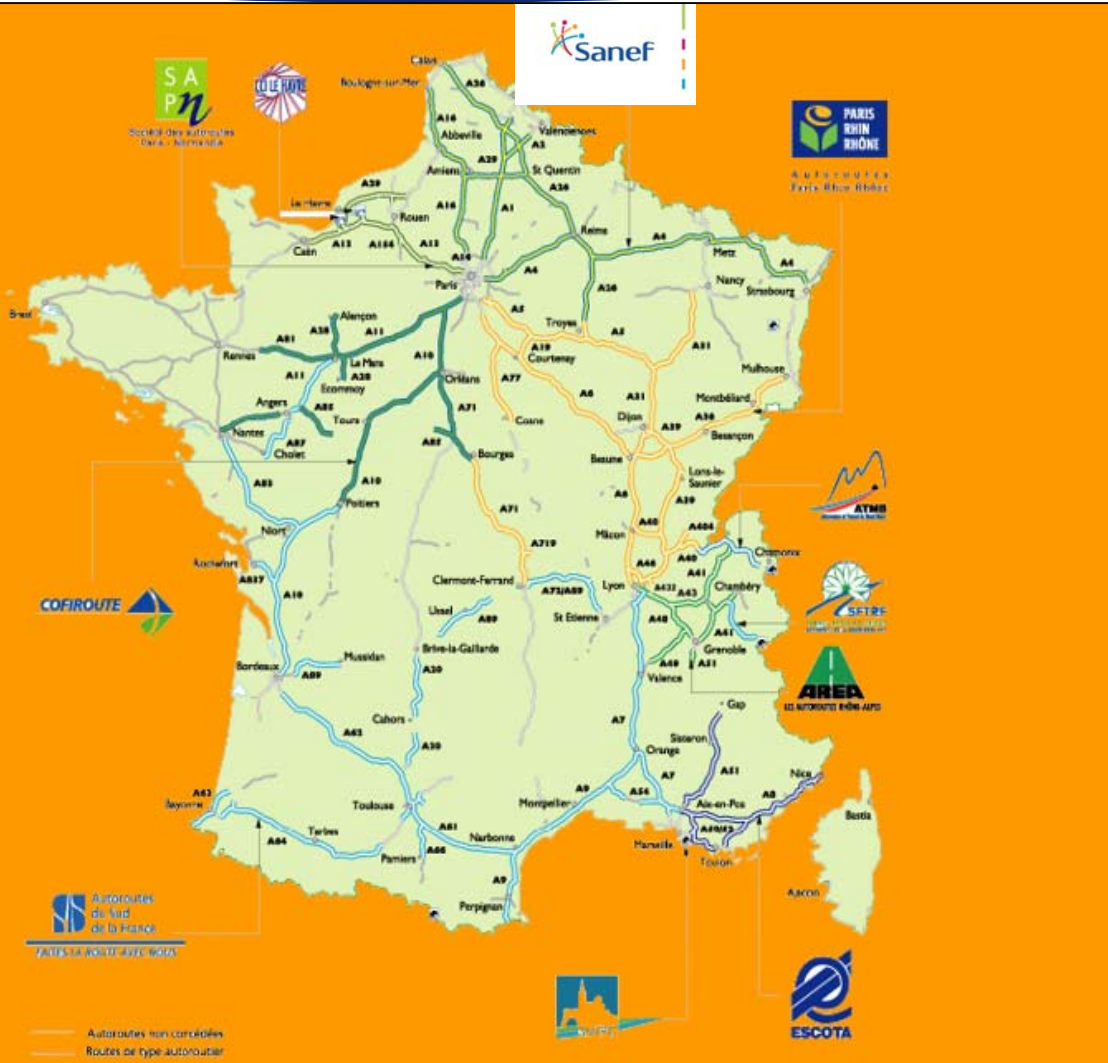 Sanef
SAPn
Société des autoroutes
Paris - Normandie
CCI LE HAVRE
PARIS
RHIN
RHÔNE
Autoroutes
Paris Rhin Rhône
Calais
Boulogne-sur-Mer
A26
A16
Abbeville
Valenciennes
A2
A29
Amiens
St Quentin
A26
A29
Le Havre
Rouen
A16
A1
Reims
A13
A154
A13
Caen
A14
A4
A4
Metz
A4
Paris
Nancy
Strasbourg
A26
Brest
A5
Troyes
A5
Alençon
A28
A11
A31
A81
Rennes
Le Mans
A10
A19
Courtenay
Mulhouse
A11
A28
Ecommoy
Orléans
A77
A6
A31
Montbéliard
Angers
A85
Tours
A71
Cosne
Dijon
A39
A36
Besançon
Nantes
A87
Cholet
A85
Bourges
Beaune
Lons-le-
Saunier
A83
A10
A6
A39
Poitiers
A71
ATMB
Niort
A719
Mâcon
A40
A404
Rochefort
A837
A46
A40
Chamonix
A41
Clermont-Ferrand
A72/A89
Lyon
A432
A43
Chambéry
COFIROUTE
A10
Ussel
A89
St Etienne
A48
SFTRF
A41
Brive-la-Gaillarde
Grenoble
Bordeaux
A89
Mussidan
A20
A49
A51
Valence
AREA
LES AUTOROUTES RHÔNE-ALPES
Cahors
A7
Gap
A62
A20
Sisteron
Orange
A51
A63
Bayonne
Toulouse
Montpellier
A9
A54
A7
Nice
A8
Aix-en-Pce
Bastia
A64
Tarbes
A61
Narbonne
A50/52
Marseille
Toulon
Pamiers
A66
A9
Perpignan
Ajaccio
Autoroutes
du Sud
de la France
FAITES LA ROUTE AVEC NOUS
ESCOTA
Autoroutes non concédées
Routes de type autoroutier